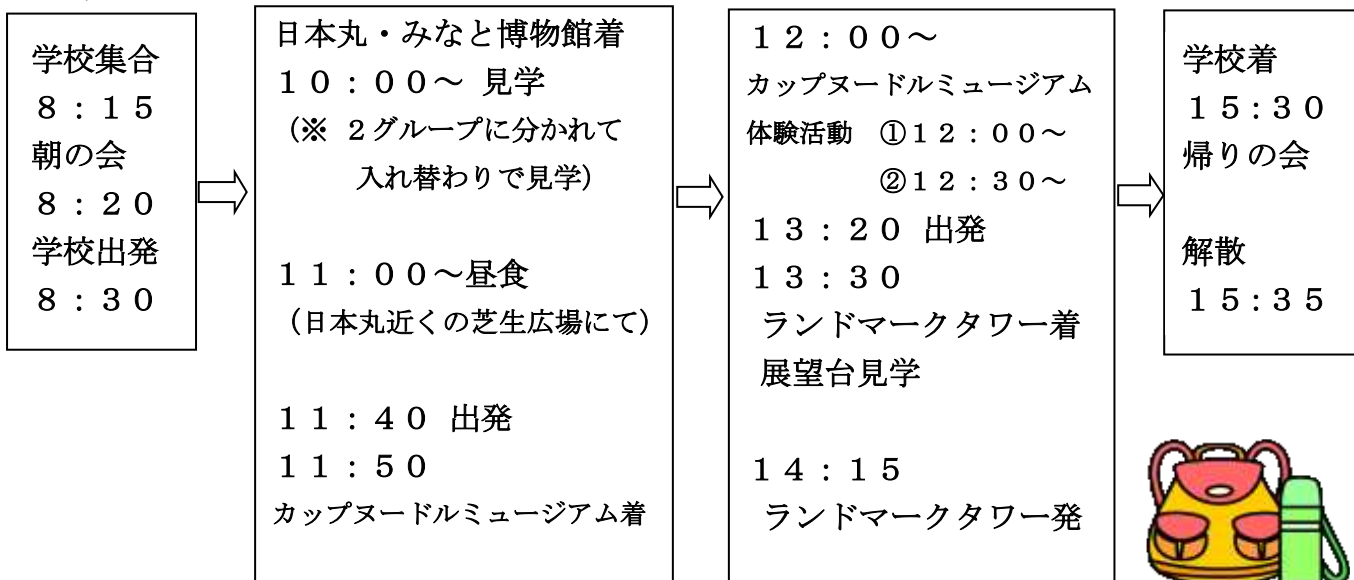 学校集合
８：１５
朝の会
８：２０
学校出発
８：３０
日本丸・みなと博物館着
１０：００～ 見学
（※ ２グループに分かれて
入れ替わりで見学）
１１：００～昼食
（日本丸近くの芝生広場にて）
１１：４０ 出発
１１：５０
カップヌードルミュージアム着
１２：００～
カップヌードルミュージアム
体験活動 ①１２：００～
②１２：３０～
１３：２０ 出発
１３：３０
ランドマークタワー着
展望台見学
１４：１５
ランドマークタワー発
学校着
１５：３０
帰りの会
解散
１５：３５